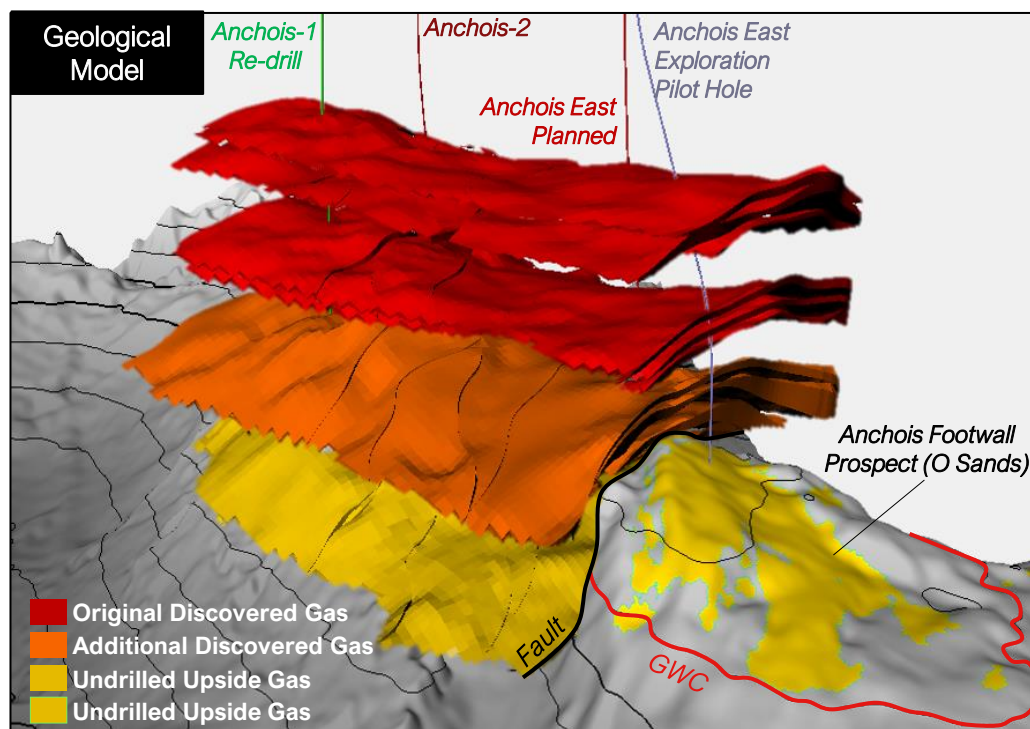 Geological
Model
Anchois-1
Re-drill
Anchois-2
Anchois East
Planned
Anchois East
Exploration
Pilot Hole
Anchois Footwall
Prospect (O Sands)
Fault
GWC
Original Discovered Gas
Additional Discovered Gas
Undrilled Upside Gas
Undrilled Upside Gas